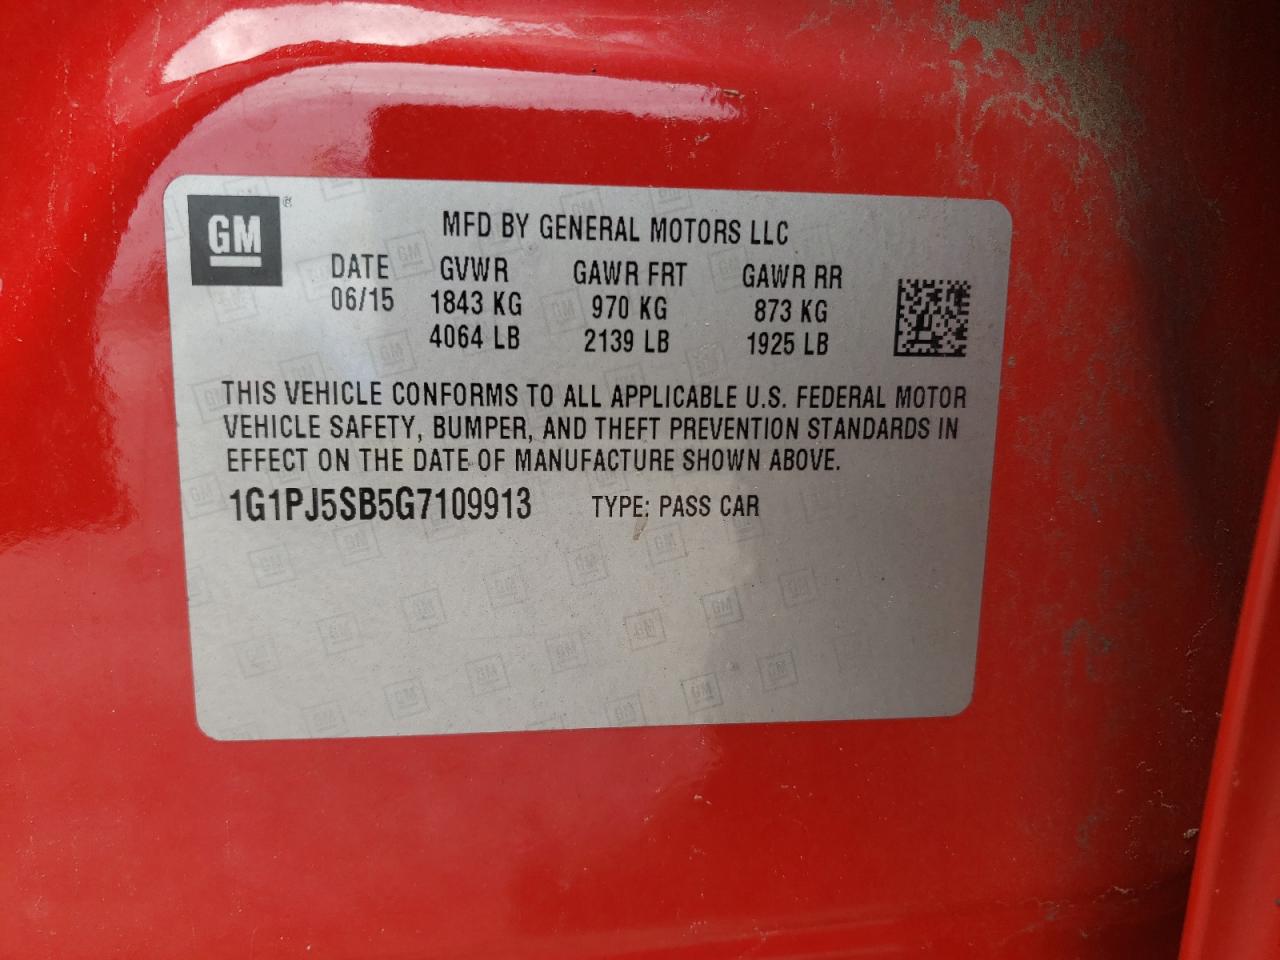 GM ®
MFD BY GENERAL MOTORS LLC
DATE GVWR GAWR FRT GAWR RR
06/15 1843 KG 970 KG 873 KG
4064 LB 2139 LB 1925 LB
THIS VEHICLE CONFORMS TO ALL APPLICABLE U.S. FEDERAL MOTOR
VEHICLE SAFETY, BUMPER, AND THEFT PREVENTION STANDARDS IN
EFFECT ON THE DATE OF MANUFACTURE SHOWN ABOVE.
1G1PJ5SB5G7109913 TYPE: PASS CAR